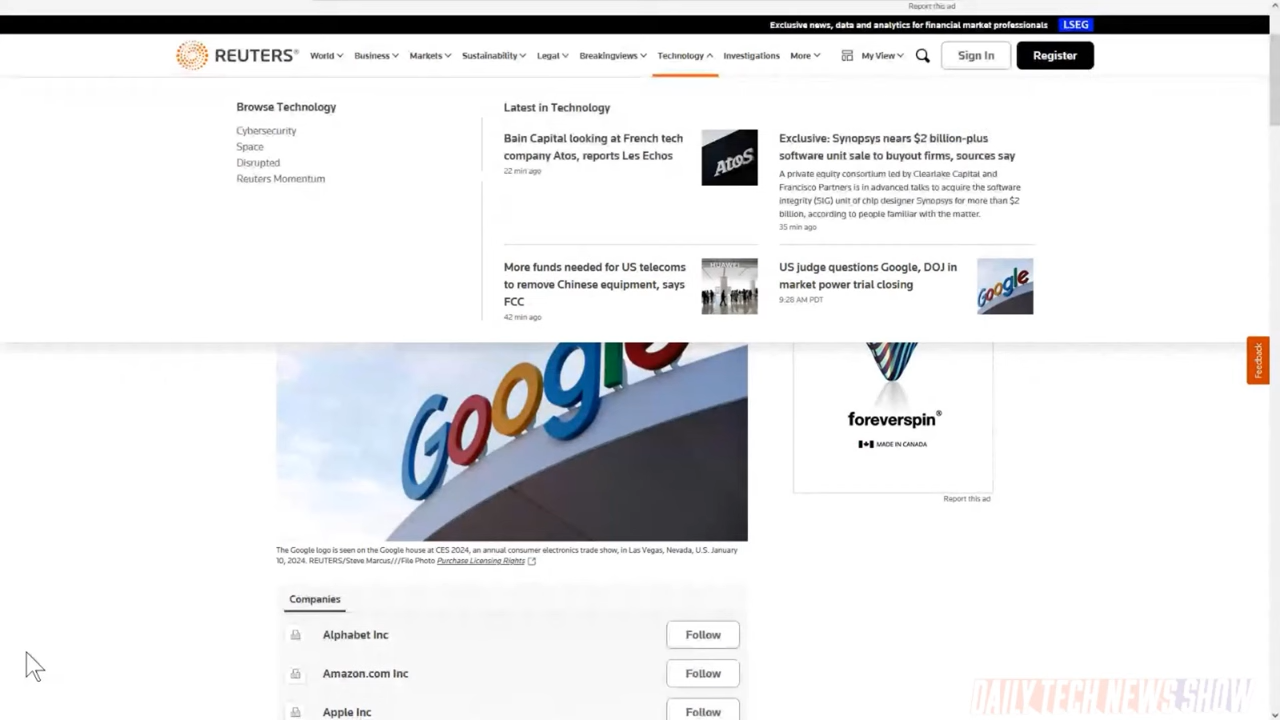 Report this ad
Exclusive news, data and analytics for financial market professionals LSEG
REUTERS® World Business Markets Sustainability Legal Breakingviews Technology Investigations More My View Sign In Register
Browse Technology
Cybersecurity
Space
Disrupted
Reuters Momentum
Latest in Technology
Bain Capital looking at French tech
company Atos, reports Les Echos
22 min ago
Atos
Exclusive: Synopsys nears $2 billion-plus
software unit sale to buyout firms, sources say
A private equity consortium led by Clearlake Capital and
Francisco Partners is in advanced talks to acquire the software
integrity (SIG) unit of chip designer Synopsys for more than $2
billion, according to people familiar with the matter.
35 min ago
More funds needed for US telecoms
to remove Chinese equipment, says
FCC
42 min ago
HUAWEI
US judge questions Google, DOJ in
market power trial closing
9:28 AM PDT
Google
Feedback
Google
foreverspin®
MADE IN CANADA
Report this ad
The Google logo is seen on the Google house at CES 2024, an annual consumer electronics trade show, in Las Vegas, Nevada, U.S. January
10, 2024. REUTERS/Steve Marcus///File Photo Purchase Licensing Rights
Companies
Alphabet Inc Follow
Amazon.com Inc Follow
Apple Inc Follow
DAILY TECH NEWS SHOW